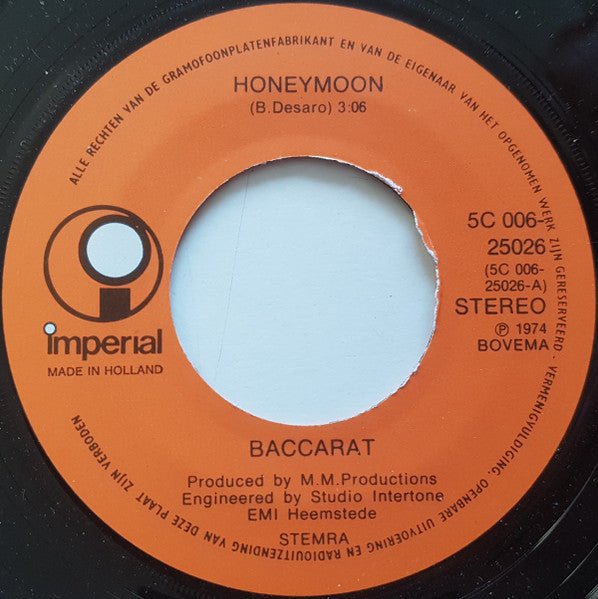 ALLE RECHTEN VAN DE GRAMOFOONPLATENFABRIKANT EN VAN DE EIGENAAR VAN HET OPGENOMEN WERK ZIJN GERESERVEERD. VERMENIGVULDIGING, OPENBARE UITVOERING EN RADIOUITZENDING VAN DEZE PLAAT ZIJN VERBODEN
HONEYMOON
(B. Desaro) 3:06
5C 006-
25026
(5C 006-
25026-A)
STEREO
℗ 1974
BOVEMA
imperial
MADE IN HOLLAND
BACCARAT
Produced by M.M.Productions
Engineered by Studio Intertone
EMI Heemstede
STEMRA